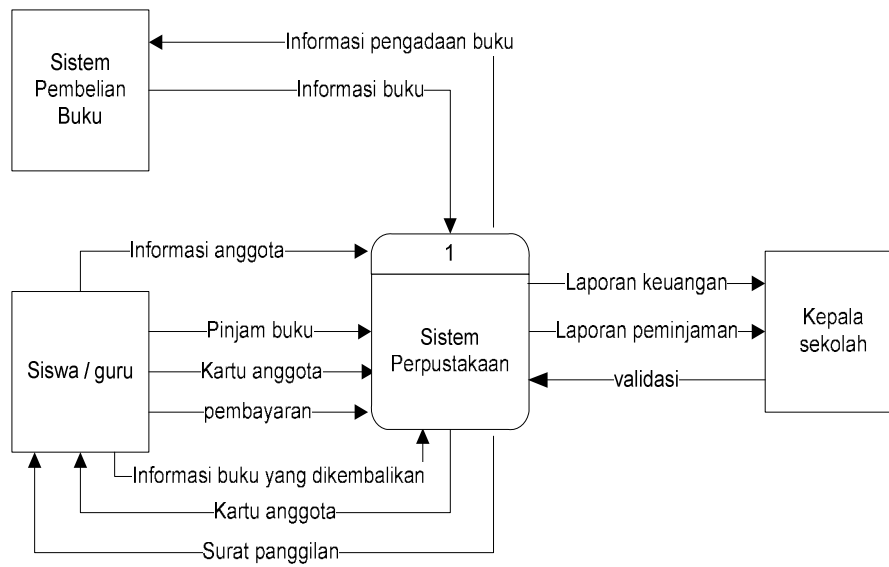 Sistem
Pembelian
Buku
Informasi pengadaan buku
Informasi buku
Informasi anggota
1
Sistem
Perpustakaan
Siswa / guru
Pinjam buku
Kartu anggota
pembayaran
Informasi buku yang dikembalikan
Kartu anggota
Surat panggilan
Laporan keuangan
Laporan peminjaman
validasi
Kepala
sekolah